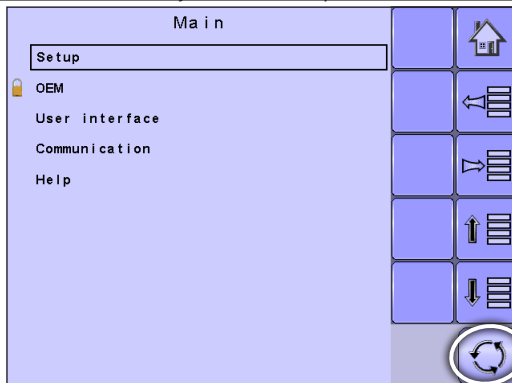 Main
Setup
OEM
User interface
Communication
Help